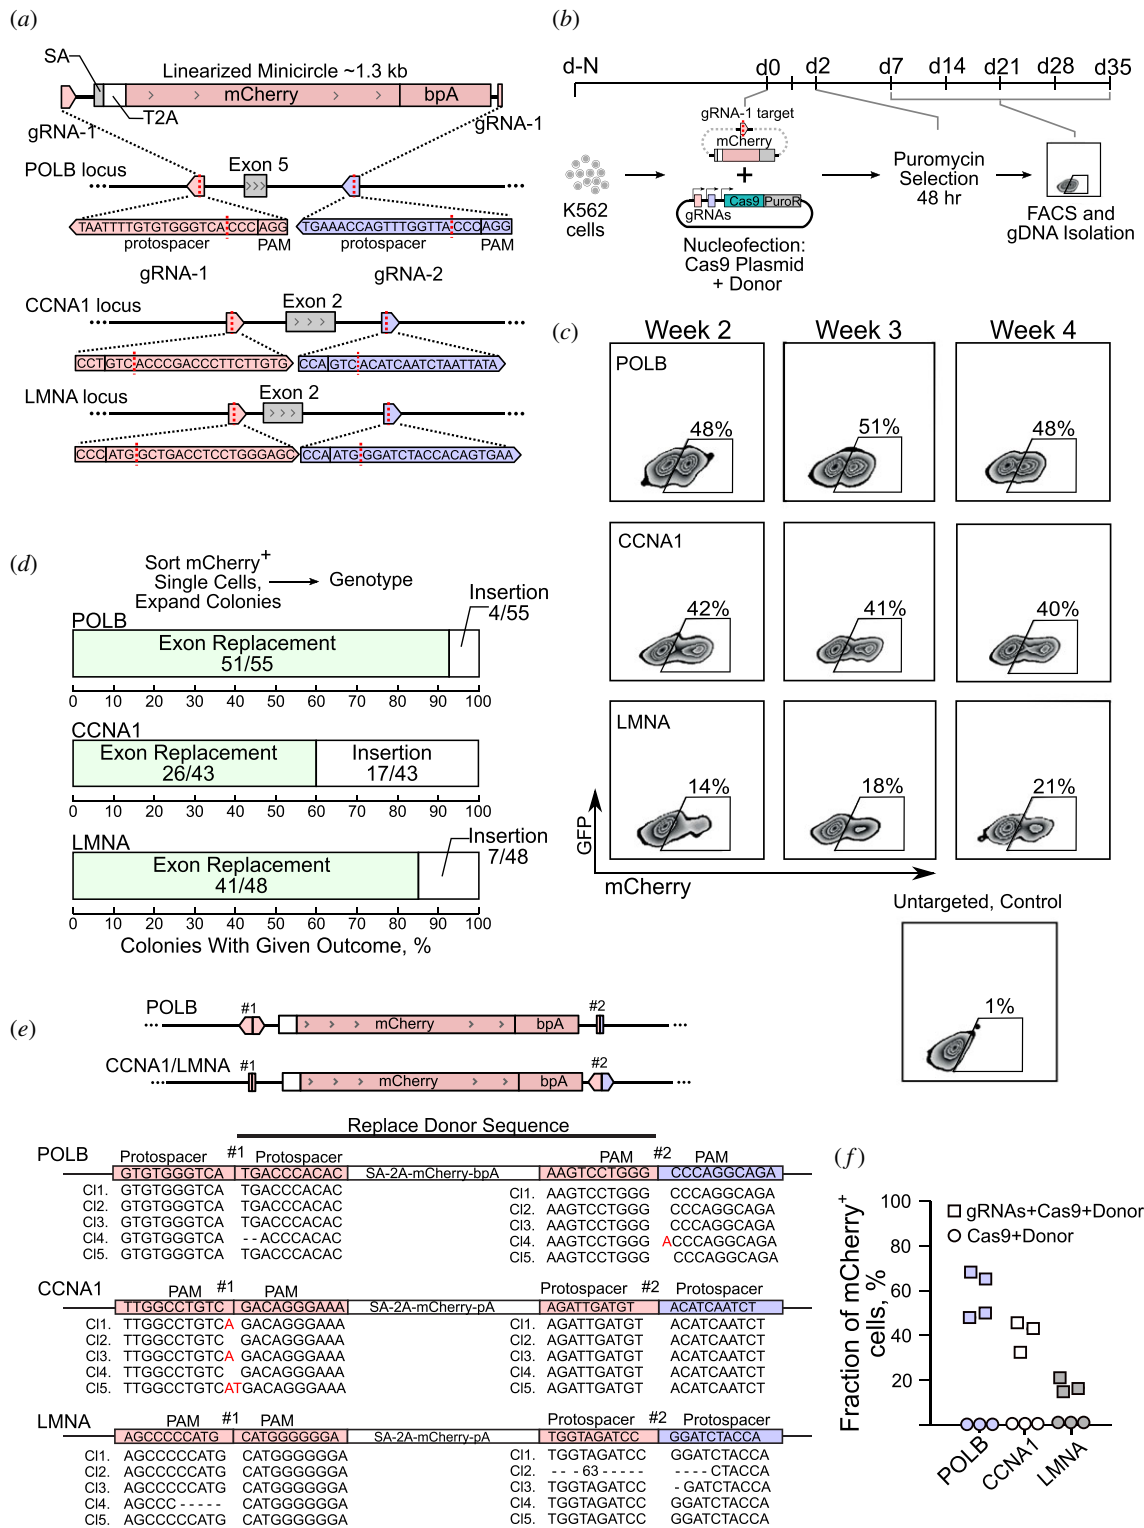 (a)
SA
Linearized Minicircle ~1.3 kb
mCherry
bpA
T2A
gRNA-1
gRNA-1
POLB locus
Exon 5
TAATTTTGTGTGGGTCACCC AGG
TGAAACCAGTTTGGTTACCC AGG
protospacer
PAM
protospacer
PAM
gRNA-1
gRNA-2
CCNA1 locus
Exon 2
CCT GTCACCCGACCCTTCTTGTG
CCA GTCACATCAATCTAATTATA
LMNA locus
Exon 2
CCC ATGGCTGACCTCCTGGGAGC
CCA ATGGGATCTACCACAGTGAA
(b)
d-N d0 d2 d7 d14 d21 d28 d35
gRNA-1 target
mCherry
+
gRNAs
Cas9 PuroR
K562
cells
Nucleofection:
Cas9 Plasmid
+ Donor
Puromycin
Selection
48 hr
FACS and
gDNA Isolation
(c)
Week 2 Week 3 Week 4
POLB
48% 51% 48%
CCNA1
42% 41% 40%
LMNA
14% 18% 21%
GFP
mCherry
Untargeted, Control
1%
(d)
Sort mCherry+
Single Cells,
Expand Colonies
Genotype
POLB
Exon Replacement
51/55
Insertion
4/55
0 10 20 30 40 50 60 70 80 90 100
CCNA1
Exon Replacement
26/43
Insertion
17/43
0 10 20 30 40 50 60 70 80 90 100
LMNA
Exon Replacement
41/48
Insertion
7/48
0 10 20 30 40 50 60 70 80 90 100
Colonies With Given Outcome, %
(e)
POLB
#1
mCherry
bpA
#2
CCNA1/LMNA
#1
mCherry
bpA
#2
Replace Donor Sequence
POLB
Protospacer #1 Protospacer PAM #2 PAM
GTGTGGGTCA TGACCCACAC SA-2A-mCherry-bpA AAGTCCTGGG CCCAGGCAGA
Cl1. GTGTGGGTCA TGACCCACAC Cl1. AAGTCCTGGG CCCAGGCAGA
Cl2. GTGTGGGTCA TGACCCACAC Cl2. AAGTCCTGGG CCCAGGCAGA
Cl3. GTGTGGGTCA TGACCCACAC Cl3. AAGTCCTGGG CCCAGGCAGA
Cl4. GTGTGGGTCA - -ACCCACAC Cl4. AAGTCCTGGG ACCCAGGCAGA
Cl5. GTGTGGGTCA TGACCCACAC Cl5. AAGTCCTGGG CCCAGGCAGA
CCNA1
PAM #1 PAM Protospacer #2 Protospacer
TTGGCCTGTC GACAGGGAAA SA-2A-mCherry-pA AGATTGATGT ACATCAATCT
Cl1. TTGGCCTGTCA GACAGGGAAA Cl1. AGATTGATGT ACATCAATCT
Cl2. TTGGCCTGTC GACAGGGAAA Cl2. AGATTGATGT ACATCAATCT
Cl3. TTGGCCTGTCA GACAGGGAAA Cl3. AGATTGATGT ACATCAATCT
Cl4. TTGGCCTGTC GACAGGGAAA Cl4. AGATTGATGT ACATCAATCT
Cl5. TTGGCCTGTCATGACAGGGAAA Cl5. AGATTGATGT ACATCAATCT
LMNA
PAM #1 PAM Protospacer #2 Protospacer
AGCCCCCATG CATGGGGGGA SA-2A-mCherry-pA TGGTAGATCC GGATCTACCA
Cl1. AGCCCCCATG CATGGGGGGA Cl1. TGGTAGATCC GGATCTACCA
Cl2. AGCCCCCATG CATGGGGGGA Cl2. - - - 63 - - - - - - - - - CTACCA
Cl3. AGCCCCCATG CATGGGGGGA Cl3. TGGTAGATCC - GATCTACCA
Cl4. AGCCC - - - - - CATGGGGGGA Cl4. TGGTAGATCC GGATCTACCA
Cl5. AGCCCCCATG CATGGGGGGA Cl5. TGGTAGATCC GGATCTACCA
(f)
Fraction of mCherry+
cells, %
100
80
60
40
20
gRNAs+Cas9+Donor
Cas9+Donor
POLB
CCNA1
LMNA